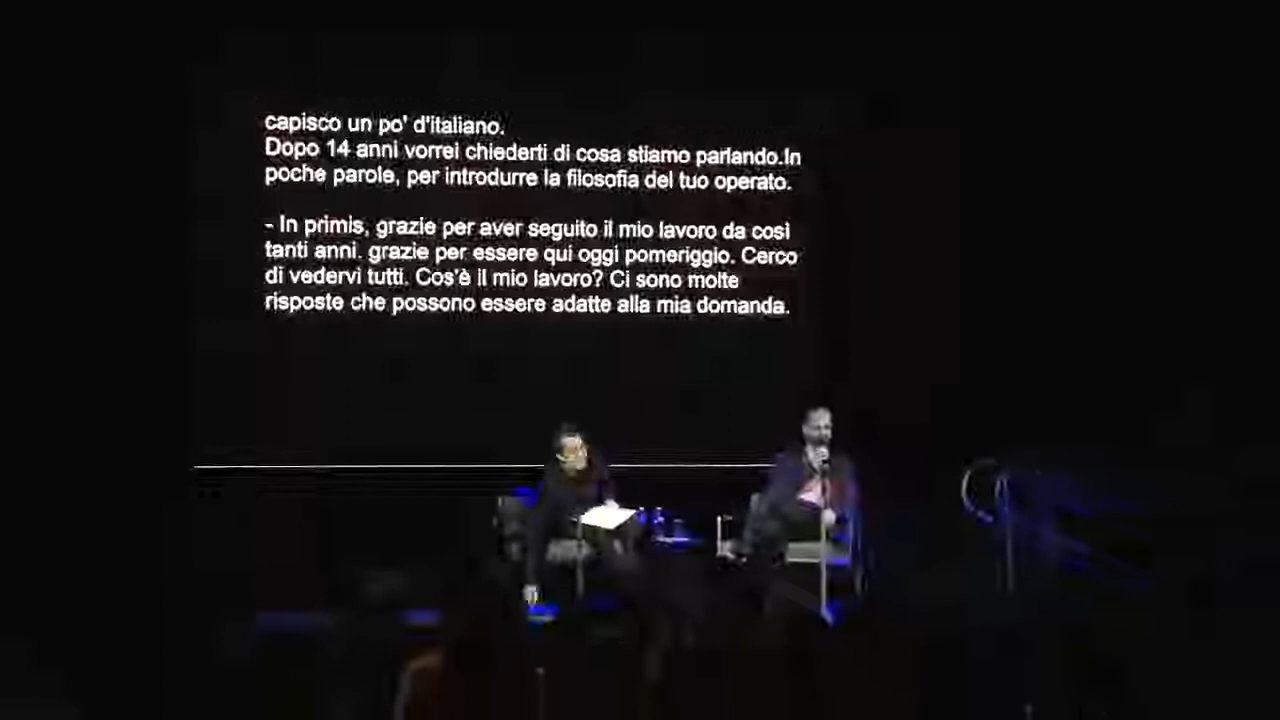 capisco un po' d'italiano.
Dopo 14 anni vorrei chiederti di cosa stiamo parlando.In
poche parole, per introdurre la filosofia del tuo operato.
- In primis, grazie per aver seguito il mio lavoro da così
tanti anni. grazie per essere qui oggi pomeriggio. Cerco
di vedervi tutti. Cos'è il mio lavoro? Ci sono molte
risposte che possono essere adatte alla mia domanda.